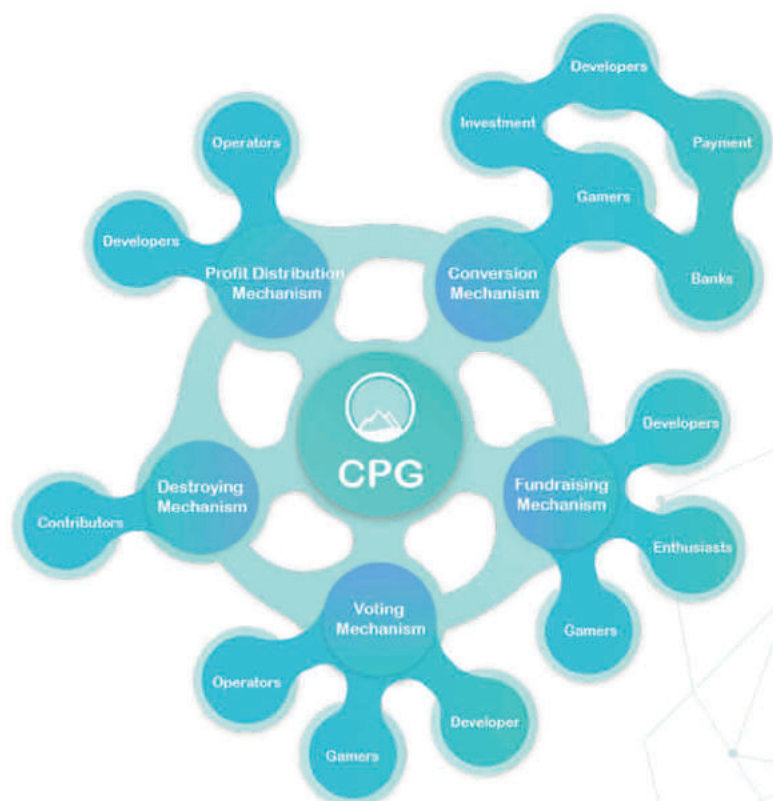 Developers
Investment
Payment
Operators
Gamers
Developers
Profit Distribution
Mechanism
Conversion
Mechanism
Banks
CPG
Developers
Destroying
Mechanism
Fundraising
Mechanism
Contributors
Enthusiasts
Voting
Mechanism
Gamers
Operators
Developer
Gamers